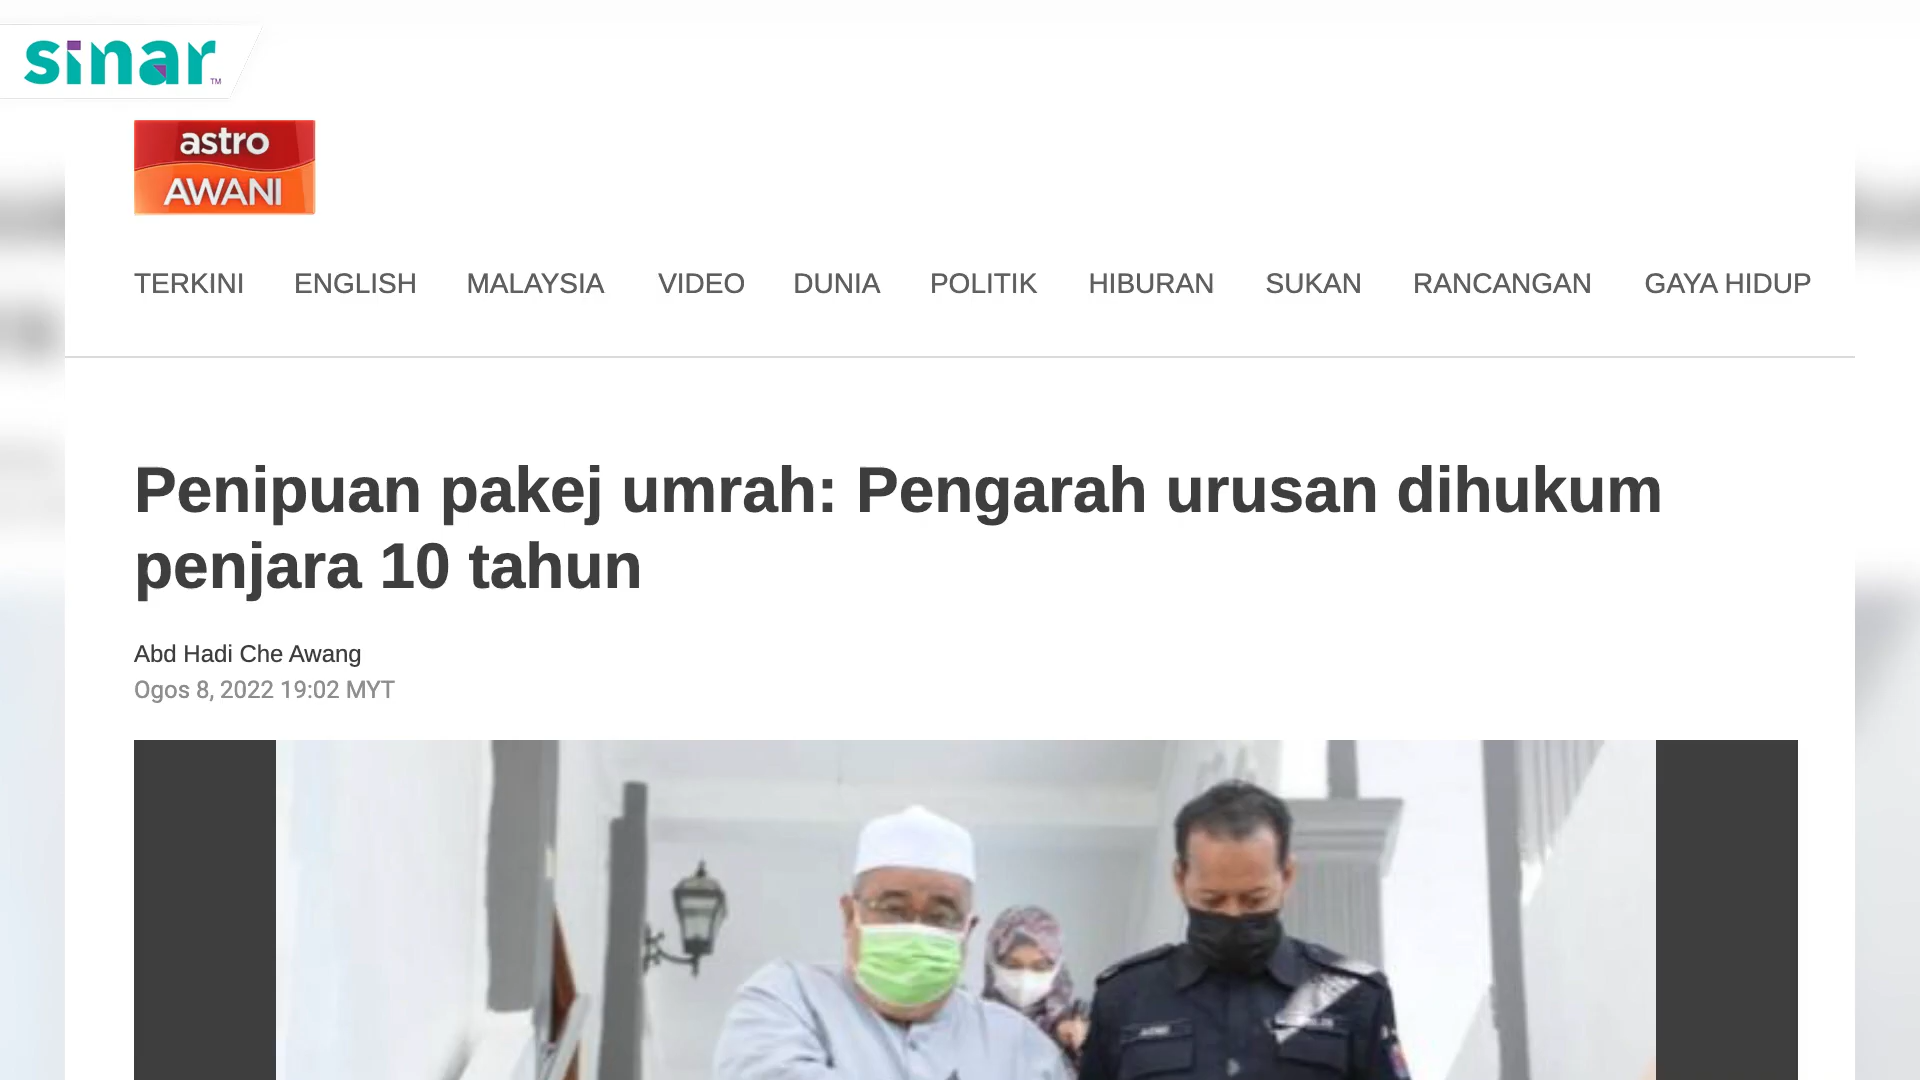 sinar
TM
astro
AWANI
TERKINI ENGLISH MALAYSIA VIDEO DUNIA POLITIK HIBURAN SUKAN RANCANGAN GAYA HIDUP
Penipuan pakej umrah: Pengarah urusan dihukum
penjara 10 tahun
Abd Hadi Che Awang
Ogos 8, 2022 19:02 MYT